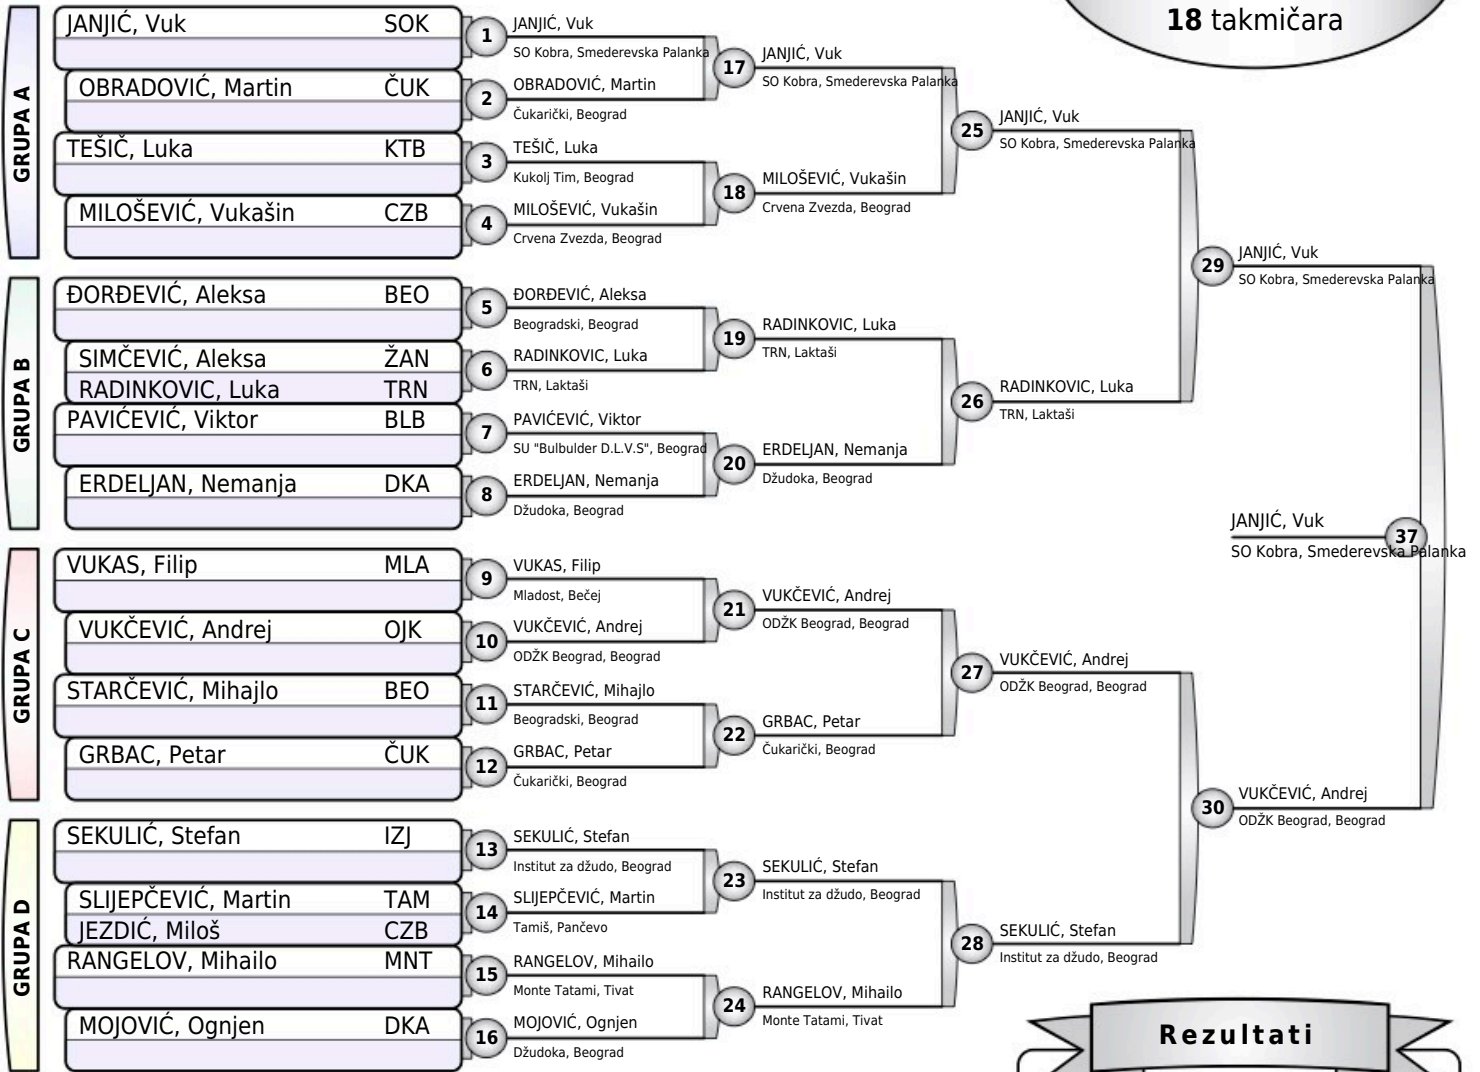 18 takmičara
GRUPA A
JANJIĆ, Vuk SOK
OBRADOVIĆ, Martin ČUK
TEŠIČ, Luka KTB
MILOŠEVIĆ, Vukašin CZB
GRUPA B
ĐORĐEVIĆ, Aleksa BEO
SIMČEVIĆ, Aleksa ŽAN
RADINKOVIC, Luka TRN
PAVIĆEVIĆ, Viktor BLB
ERDELJAN, Nemanja DKA
GRUPA C
VUKAS, Filip MLA
VUKČEVIĆ, Andrej OJK
STARČEVIĆ, Mihajlo BEO
GRBAC, Petar ČUK
GRUPA D
SEKULIĆ, Stefan IZJ
SLIJEPČEVIĆ, Martin TAM
JEZDIĆ, Miloš CZB
RANGELOV, Mihailo MNT
MOJOVIĆ, Ognjen DKA
1 JANJIĆ, Vuk
SO Kobra, Smederevska Palanka
2 OBRADOVIĆ, Martin
Čukarički, Beograd
3 TEŠIČ, Luka
Kukolj Tim, Beograd
4 MILOŠEVIĆ, Vukašin
Crvena Zvezda, Beograd
5 ĐORĐEVIĆ, Aleksa
Beogradski, Beograd
6 RADINKOVIC, Luka
TRN, Laktaši
7 PAVIĆEVIĆ, Viktor
SU "Bulbulder D.L.V.S", Beograd
8 ERDELJAN, Nemanja
Džudoka, Beograd
9 VUKAS, Filip
Mladost, Bečej
10 VUKČEVIĆ, Andrej
ODŽK Beograd, Beograd
11 STARČEVIĆ, Mihajlo
Beogradski, Beograd
12 GRBAC, Petar
Čukarički, Beograd
13 SEKULIĆ, Stefan
Institut za džudo, Beograd
14 SLIJEPČEVIĆ, Martin
Tamiš, Pančevo
15 RANGELOV, Mihailo
Monte Tatami, Tivat
16 MOJOVIĆ, Ognjen
Džudoka, Beograd
17 JANJIĆ, Vuk
SO Kobra, Smederevska Palanka
18 MILOŠEVIĆ, Vukašin
Crvena Zvezda, Beograd
19 RADINKOVIC, Luka
TRN, Laktaši
20 ERDELJAN, Nemanja
Džudoka, Beograd
21 VUKČEVIĆ, Andrej
ODŽK Beograd, Beograd
22 GRBAC, Petar
Čukarički, Beograd
23 SEKULIĆ, Stefan
Institut za džudo, Beograd
24 RANGELOV, Mihailo
Monte Tatami, Tivat
25 JANJIĆ, Vuk
SO Kobra, Smederevska Palanka
26 RADINKOVIC, Luka
TRN, Laktaši
27 VUKČEVIĆ, Andrej
ODŽK Beograd, Beograd
28 SEKULIĆ, Stefan
Institut za džudo, Beograd
29 JANJIĆ, Vuk
SO Kobra, Smederevska Palanka
30 VUKČEVIĆ, Andrej
ODŽK Beograd, Beograd
JANJIĆ, Vuk 37
SO Kobra, Smederevska Palanka
Rezultati